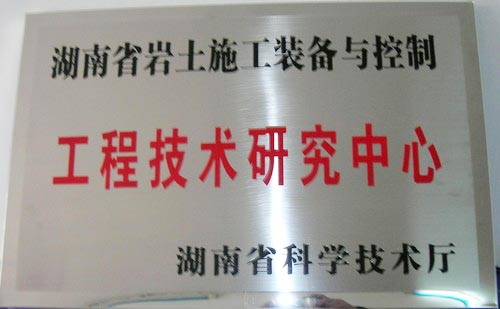 湖南省岩土施工装备与控制
工程技术研究中心
湖南省科学技术厅